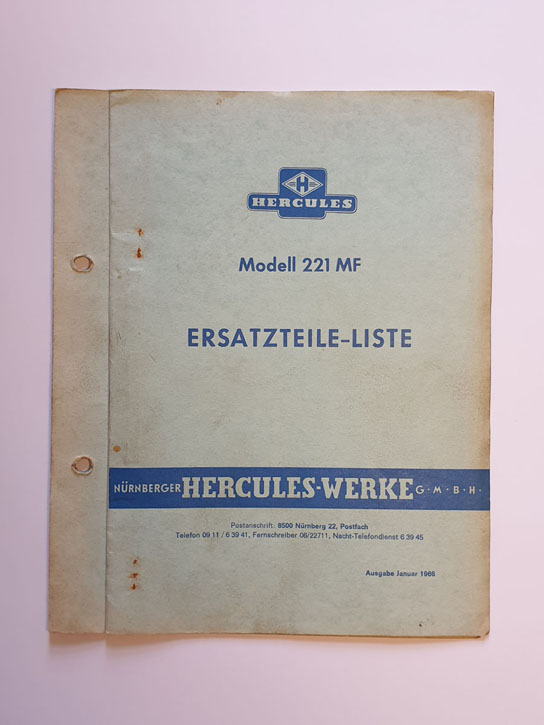 H
HERCULES
Modell 221 MF
ERSATZTEILE-LISTE
NÜRNBERGER HERCULES-WERKE G·M·B·H·
Postanschrift: 8500 Nürnberg 22, Postfach
Telefon 09 11 / 6 39 41, Fernschreiber 06/22711, Nacht-Telefondienst 6 39 45
Ausgabe Januar